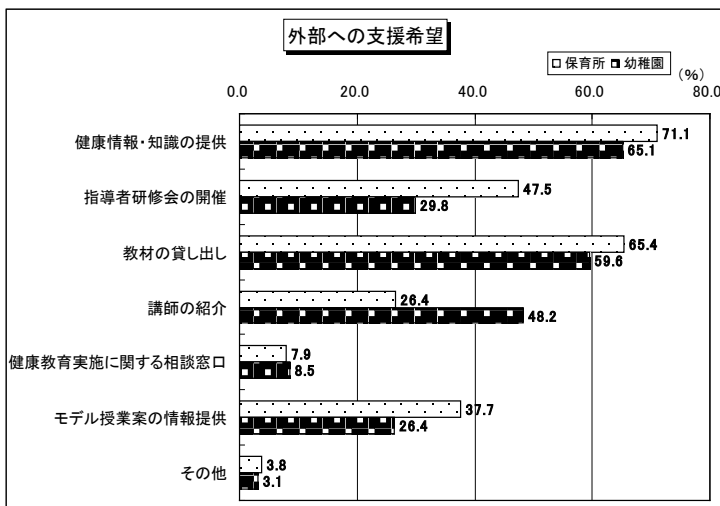 外部への支援希望
保育所 幼稚園
(%)
0.0 20.0 40.0 60.0 80.0
健康情報・知識の提供 71.1
65.1
指導者研修会の開催 47.5
29.8
教材の貸し出し 65.4
59.6
講師の紹介 26.4
48.2
健康教育実施に関する相談窓口 7.9
8.5
モデル授業案の情報提供 37.7
26.4
その他 3.8
3.1